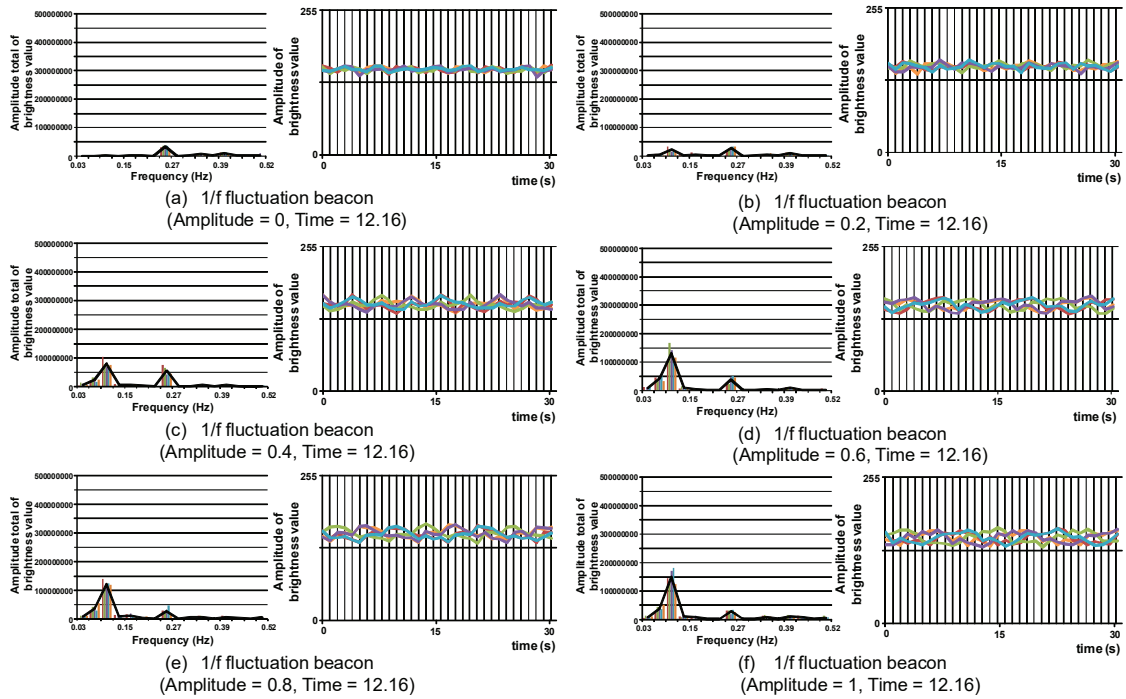 Amplitude total of
brightness value
500000000
400000000
300000000
200000000
100000000
0
0.03 0.15 0.27 0.39 0.52
Frequency (Hz)
Amplitude of
brightness value
255
0
15
30
time (s)
(a) 1/f fluctuation beacon
(Amplitude = 0, Time = 12.16)
Amplitude total of
brightness value
500000000
400000000
300000000
200000000
100000000
0
0.03 0.15 0.27 0.39 0.52
Frequency (Hz)
Amplitude of
brightness value
255
0
0 15 30
time (s)
(b) 1/f fluctuation beacon
(Amplitude = 0.2, Time = 12.16)
Amplitude total of
brightness value
500000000
400000000
300000000
200000000
100000000
0
0.03 0.15 0.27 0.39 0.52
Frequency (Hz)
Amplitude of
brightness value
255
0
0 15 30
time (s)
(c) 1/f fluctuation beacon
(Amplitude = 0.4, Time = 12.16)
Amplitude total of
brightness value
500000000
400000000
300000000
200000000
100000000
0
0.03 0.15 0.27 0.39 0.52
Frequency (Hz)
Amplitude of
brightness value
255
0
0 15 30
time (s)
(d) 1/f fluctuation beacon
(Amplitude = 0.6, Time = 12.16)
Amplitude total of
brightness value
500000000
400000000
300000000
200000000
100000000
0
0.03 0.15 0.27 0.39 0.52
Frequency (Hz)
Amplitude of
brightness value
255
0
0 15 30
time (s)
(e) 1/f fluctuation beacon
(Amplitude = 0.8, Time = 12.16)
Amplitude total of
brightness value
500000000
400000000
300000000
200000000
100000000
0
0.03 0.15 0.27 0.39 0.52
Frequency (Hz)
Amplitude of
brightness value
255
0
0 15 30
time (s)
(f) 1/f fluctuation beacon
(Amplitude = 1, Time = 12.16)